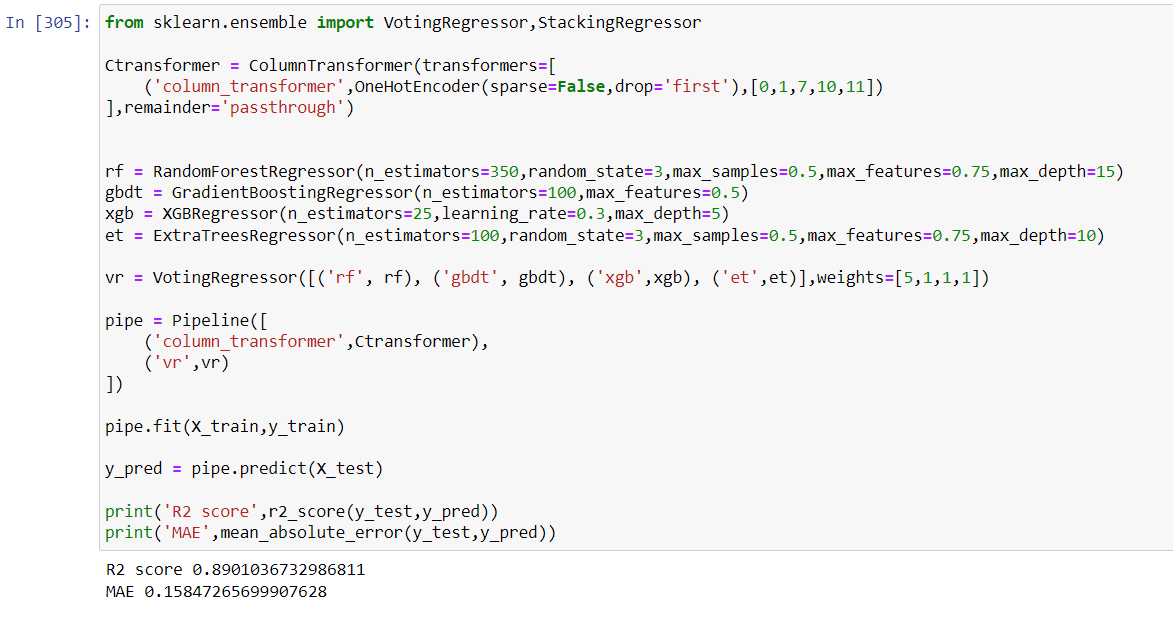 In [305]: from sklearn.ensemble import VotingRegressor,StackingRegressor
Ctransformer = ColumnTransformer(transformers=[
    ('column_transformer',OneHotEncoder(sparse=False,drop='first'),[0,1,7,10,11])
],remainder='passthrough')
rf = RandomForestRegressor(n_estimators=350,random_state=3,max_samples=0.5,max_features=0.75,max_depth=15)
gbdt = GradientBoostingRegressor(n_estimators=100,max_features=0.5)
xgb = XGBRegressor(n_estimators=25,learning_rate=0.3,max_depth=5)
et = ExtraTreesRegressor(n_estimators=100,random_state=3,max_samples=0.5,max_features=0.75,max_depth=10)
vr = VotingRegressor([('rf', rf), ('gbdt', gbdt), ('xgb',xgb), ('et',et)],weights=[5,1,1,1])
pipe = Pipeline([
    ('column_transformer',Ctransformer),
    ('vr',vr)
])
pipe.fit(X_train,y_train)
y_pred = pipe.predict(X_test)
print('R2 score',r2_score(y_test,y_pred))
print('MAE',mean_absolute_error(y_test,y_pred))
R2 score 0.8901036732986811
MAE 0.15847265699907628